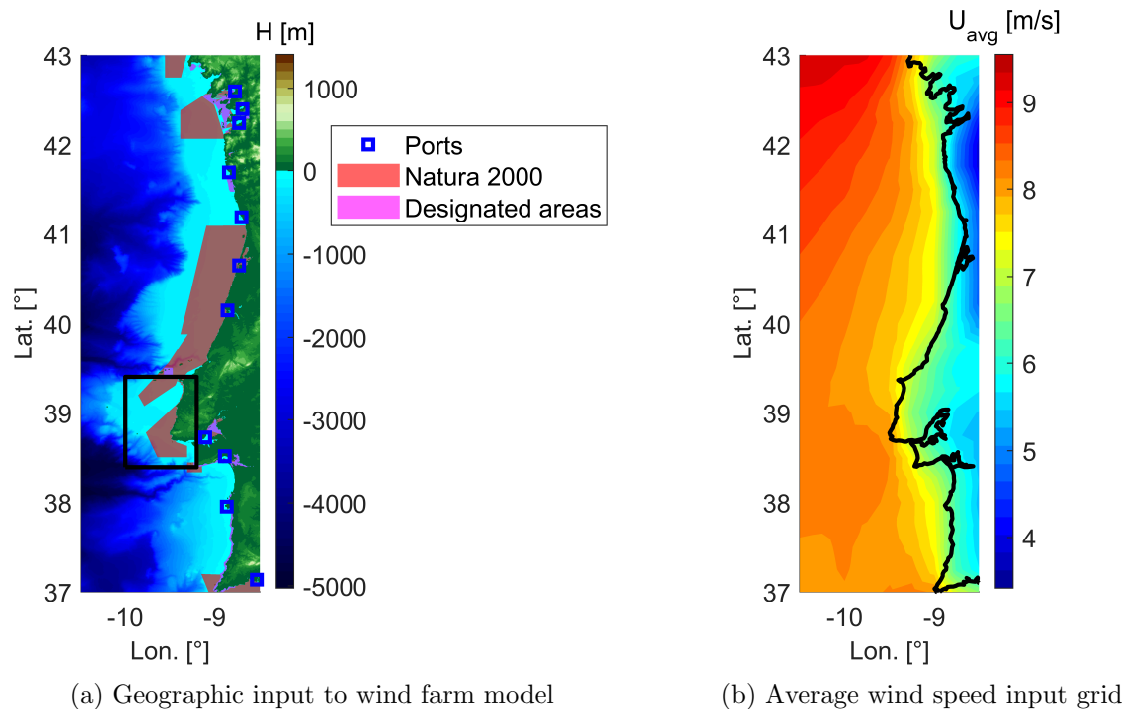 H [m]
43
42
41
40
39
38
37
Lat. [°]
-10 -9
Lon. [°]
1000
0
-1000
-2000
-3000
-4000
-5000
Ports
Natura 2000
Designated areas
(a) Geographic input to wind farm model
U_avg [m/s]
43
42
41
40
39
38
37
Lat. [°]
-10 -9
Lon. [°]
9
8
7
6
5
4
(b) Average wind speed input grid